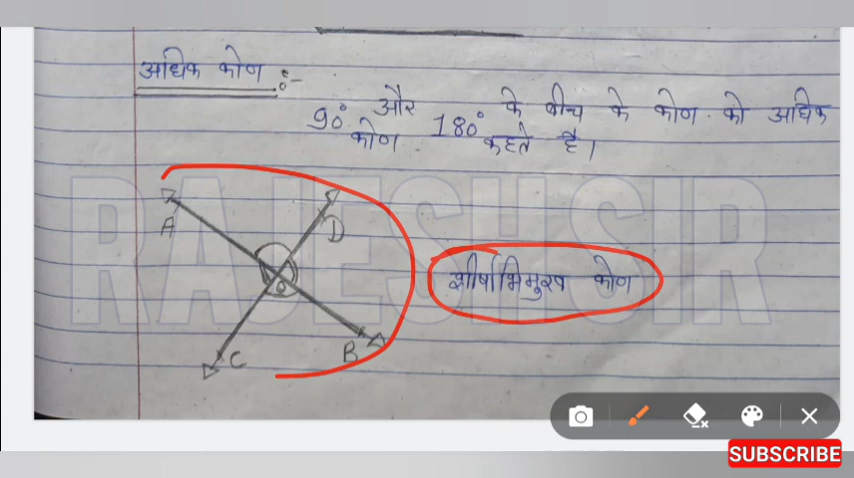 अधिक कोण :-
90° और 180° के बीच के कोण को अधिक
कोण कहते है।
A
D
O
शीर्षाभिमुख कोण
C
B
RAJESH SIR
SUBSCRIBE